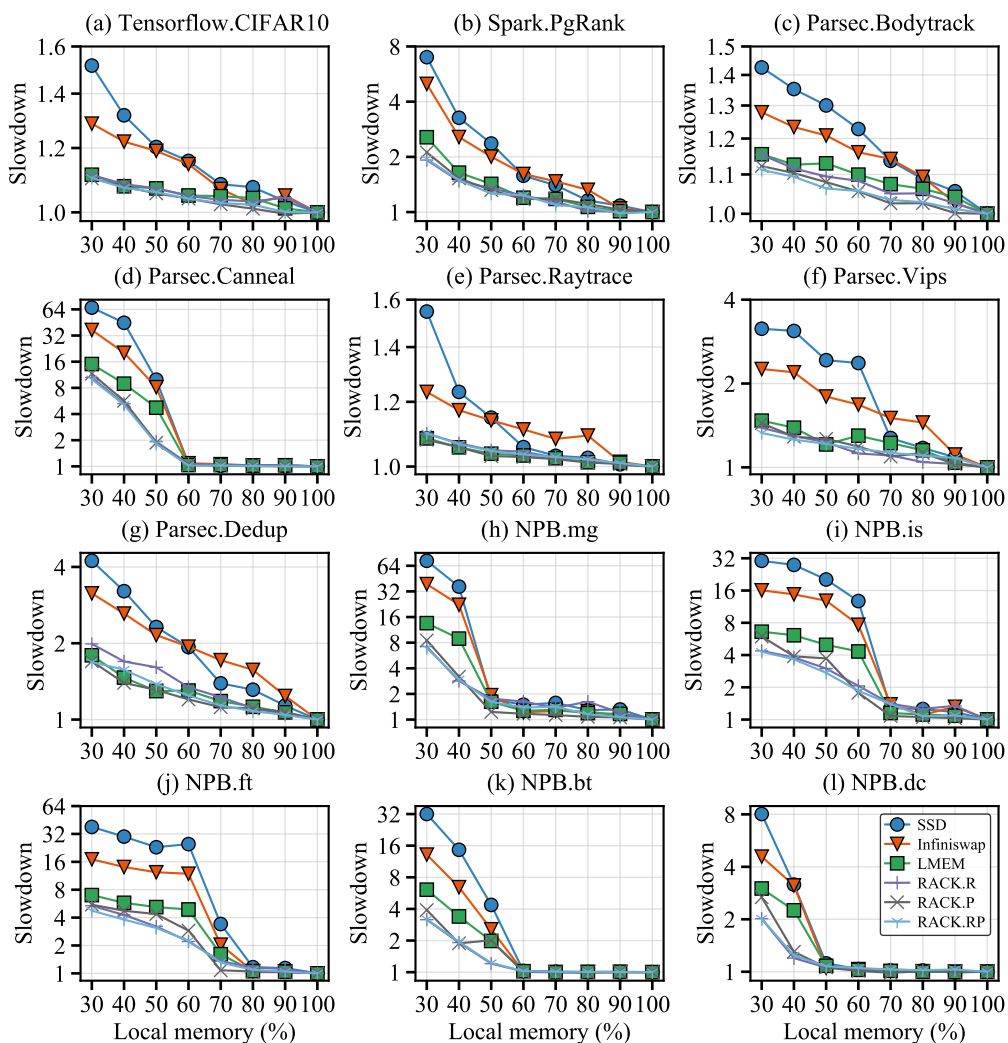 (a) Tensorflow.CIFAR10
(b) Spark.PgRank
(c) Parsec.Bodytrack
Slowdown
1.6
1.4
1.2
1.0
30 40 50 60 70 80 90 100
Slowdown
8
4
2
1
30 40 50 60 70 80 90 100
Slowdown
1.5
1.4
1.3
1.2
1.1
1.0
30 40 50 60 70 80 90 100
(d) Parsec.Canneal
(e) Parsec.Raytrace
(f) Parsec.Vips
Slowdown
64
32
16
8
4
2
1
30 40 50 60 70 80 90 100
Slowdown
1.6
1.4
1.2
1.0
30 40 50 60 70 80 90 100
Slowdown
4
2
1
30 40 50 60 70 80 90 100
(g) Parsec.Dedup
(h) NPB.mg
(i) NPB.is
Slowdown
4
2
1
30 40 50 60 70 80 90 100
Slowdown
64
32
16
8
4
2
1
30 40 50 60 70 80 90 100
Slowdown
32
16
8
4
2
1
30 40 50 60 70 80 90 100
(j) NPB.ft
(k) NPB.bt
(l) NPB.dc
Slowdown
64
32
16
8
4
2
1
30 40 50 60 70 80 90 100
Local memory (%)
Slowdown
32
16
8
4
2
1
30 40 50 60 70 80 90 100
Local memory (%)
Slowdown
8
4
2
1
SSD
Infiniswap
LMEM
RACK.R
RACK.P
RACK.RP
30 40 50 60 70 80 90 100
Local memory (%)